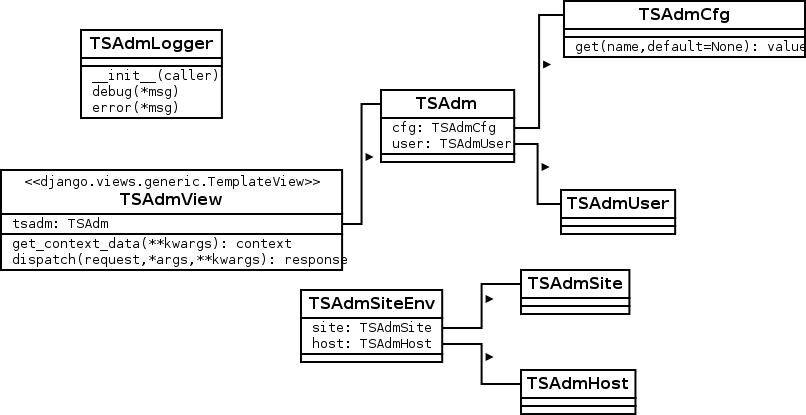 TSAdmCfg
get(name,default=None): value
TSAdmLogger
__init__(caller)
debug(*msg)
error(*msg)
TSAdm
cfg: TSAdmCfg
user: TSAdmUser
<<django.views.generic.TemplateView>>
TSAdmView
tsadm: TSAdm
get_context_data(**kwargs): context
dispatch(request,*args,**kwargs): response
TSAdmUser
TSAdmSiteEnv
site: TSAdmSite
host: TSAdmHost
TSAdmSite
TSAdmHost